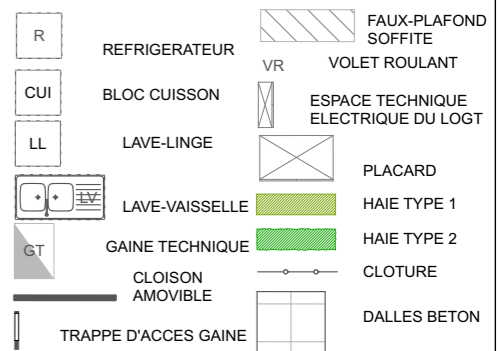 R
REFRIGERATEUR
CUI
BLOC CUISSON
LL
LAVE-LINGE
LV
LAVE-VAISSELLE
GT
GAINE TECHNIQUE
CLOISON
AMOVIBLE
TRAPPE D'ACCES GAINE
FAUX-PLAFOND
SOFFITE
VR
VOLET ROULANT
ESPACE TECHNIQUE
ELECTRIQUE DU LOGT
PLACARD
HAIE TYPE 1
HAIE TYPE 2
CLOTURE
DALLES BETON